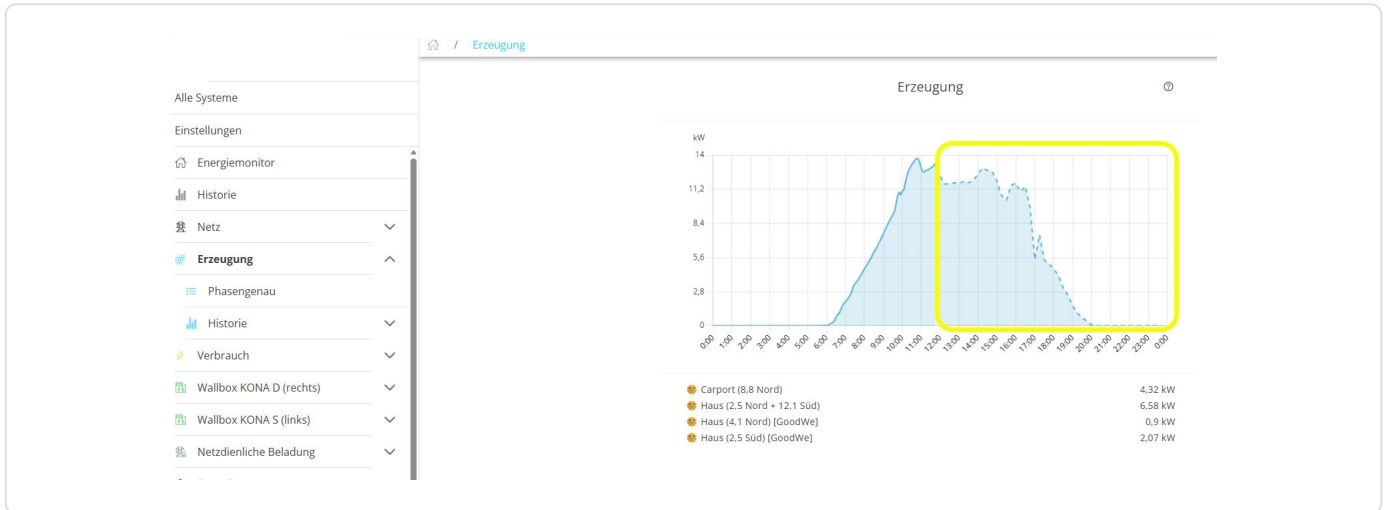 / Erzeugung
Alle Systeme
Einstellungen
Energiemonitor
Historie
Netz
Erzeugung
Phasengenau
Historie
Verbrauch
Wallbox KONA D (rechts)
Wallbox KONA S (links)
Netzdienliche Beladung
Erzeugung
kW
14
11,2
8,4
5,6
2,8
0
0:00 1:00 2:00 3:00 4:00 5:00 6:00 7:00 8:00 9:00 10:00 11:00 12:00 13:00 14:00 15:00 16:00 17:00 18:00 19:00 20:00 21:00 22:00 23:00 0:00
Carport (8,8 Nord) 4,32 kW
Haus (2,5 Nord + 12,1 Süd) 6,58 kW
Haus (4,1 Nord) [GoodWe] 0,9 kW
Haus (2,5 Süd) [GoodWe] 2,07 kW